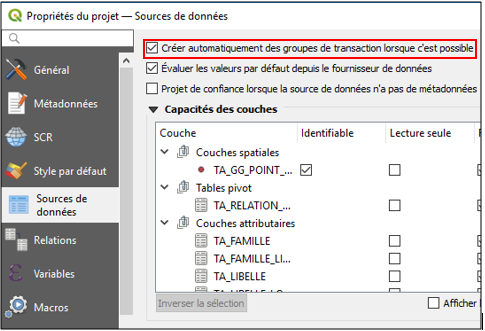 Propriétés du projet — Sources de données
Créer automatiquement des groupes de transaction lorsque c'est possible
Évaluer les valeurs par défaut depuis le fournisseur de données
Projet de confiance lorsque la source de données n'a pas de métadonnées
Capacités des couches
Général
Métadonnées
SCR
Style par défaut
Sources de
données
Relations
Variables
Macros
Couche Identifiable Lecture seule
Couches spatiales
TA_GG_POINT_...
Tables pivot
TA_RELATION_...
Couches attributaires
TA_FAMILLE
TA_FAMILLE_LI...
TA_LIBELLE
Inverser la sélection
Afficher